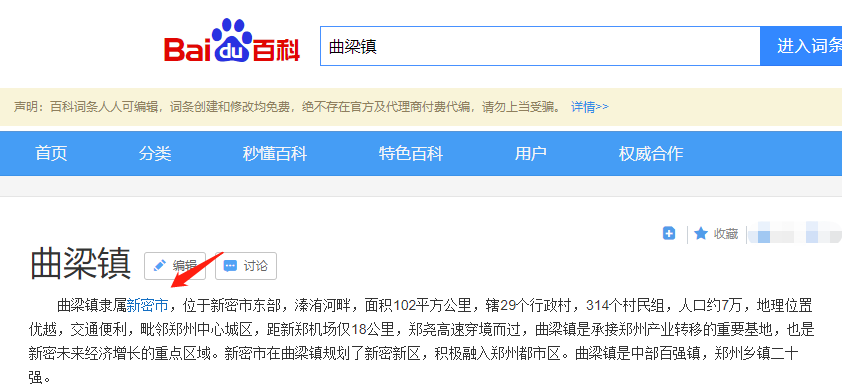 Baidu百科
曲梁镇
进入词条
声明：百科词条人人可编辑，词条创建和修改均免费，绝不存在官方及代理商付费代编，请勿上当受骗。 详情>>
首页 分类 秒懂百科 特色百科 用户 权威合作
收藏
曲梁镇 编辑 讨论
曲梁镇隶属新密市，位于新密市东部，溱洧河畔，面积102平方公里，辖29个行政村，314个村民组，人口约7万，地理位置
优越，交通便利，毗邻郑州中心城区，距新郑机场仅18公里，郑尧高速穿境而过，曲梁镇是承接郑州产业转移的重要基地，也是
新密未来经济增长的重点区域。新密市在曲梁镇规划了新密新区，积极融入郑州都市区。曲梁镇是中部百强镇，郑州乡镇二十
强。